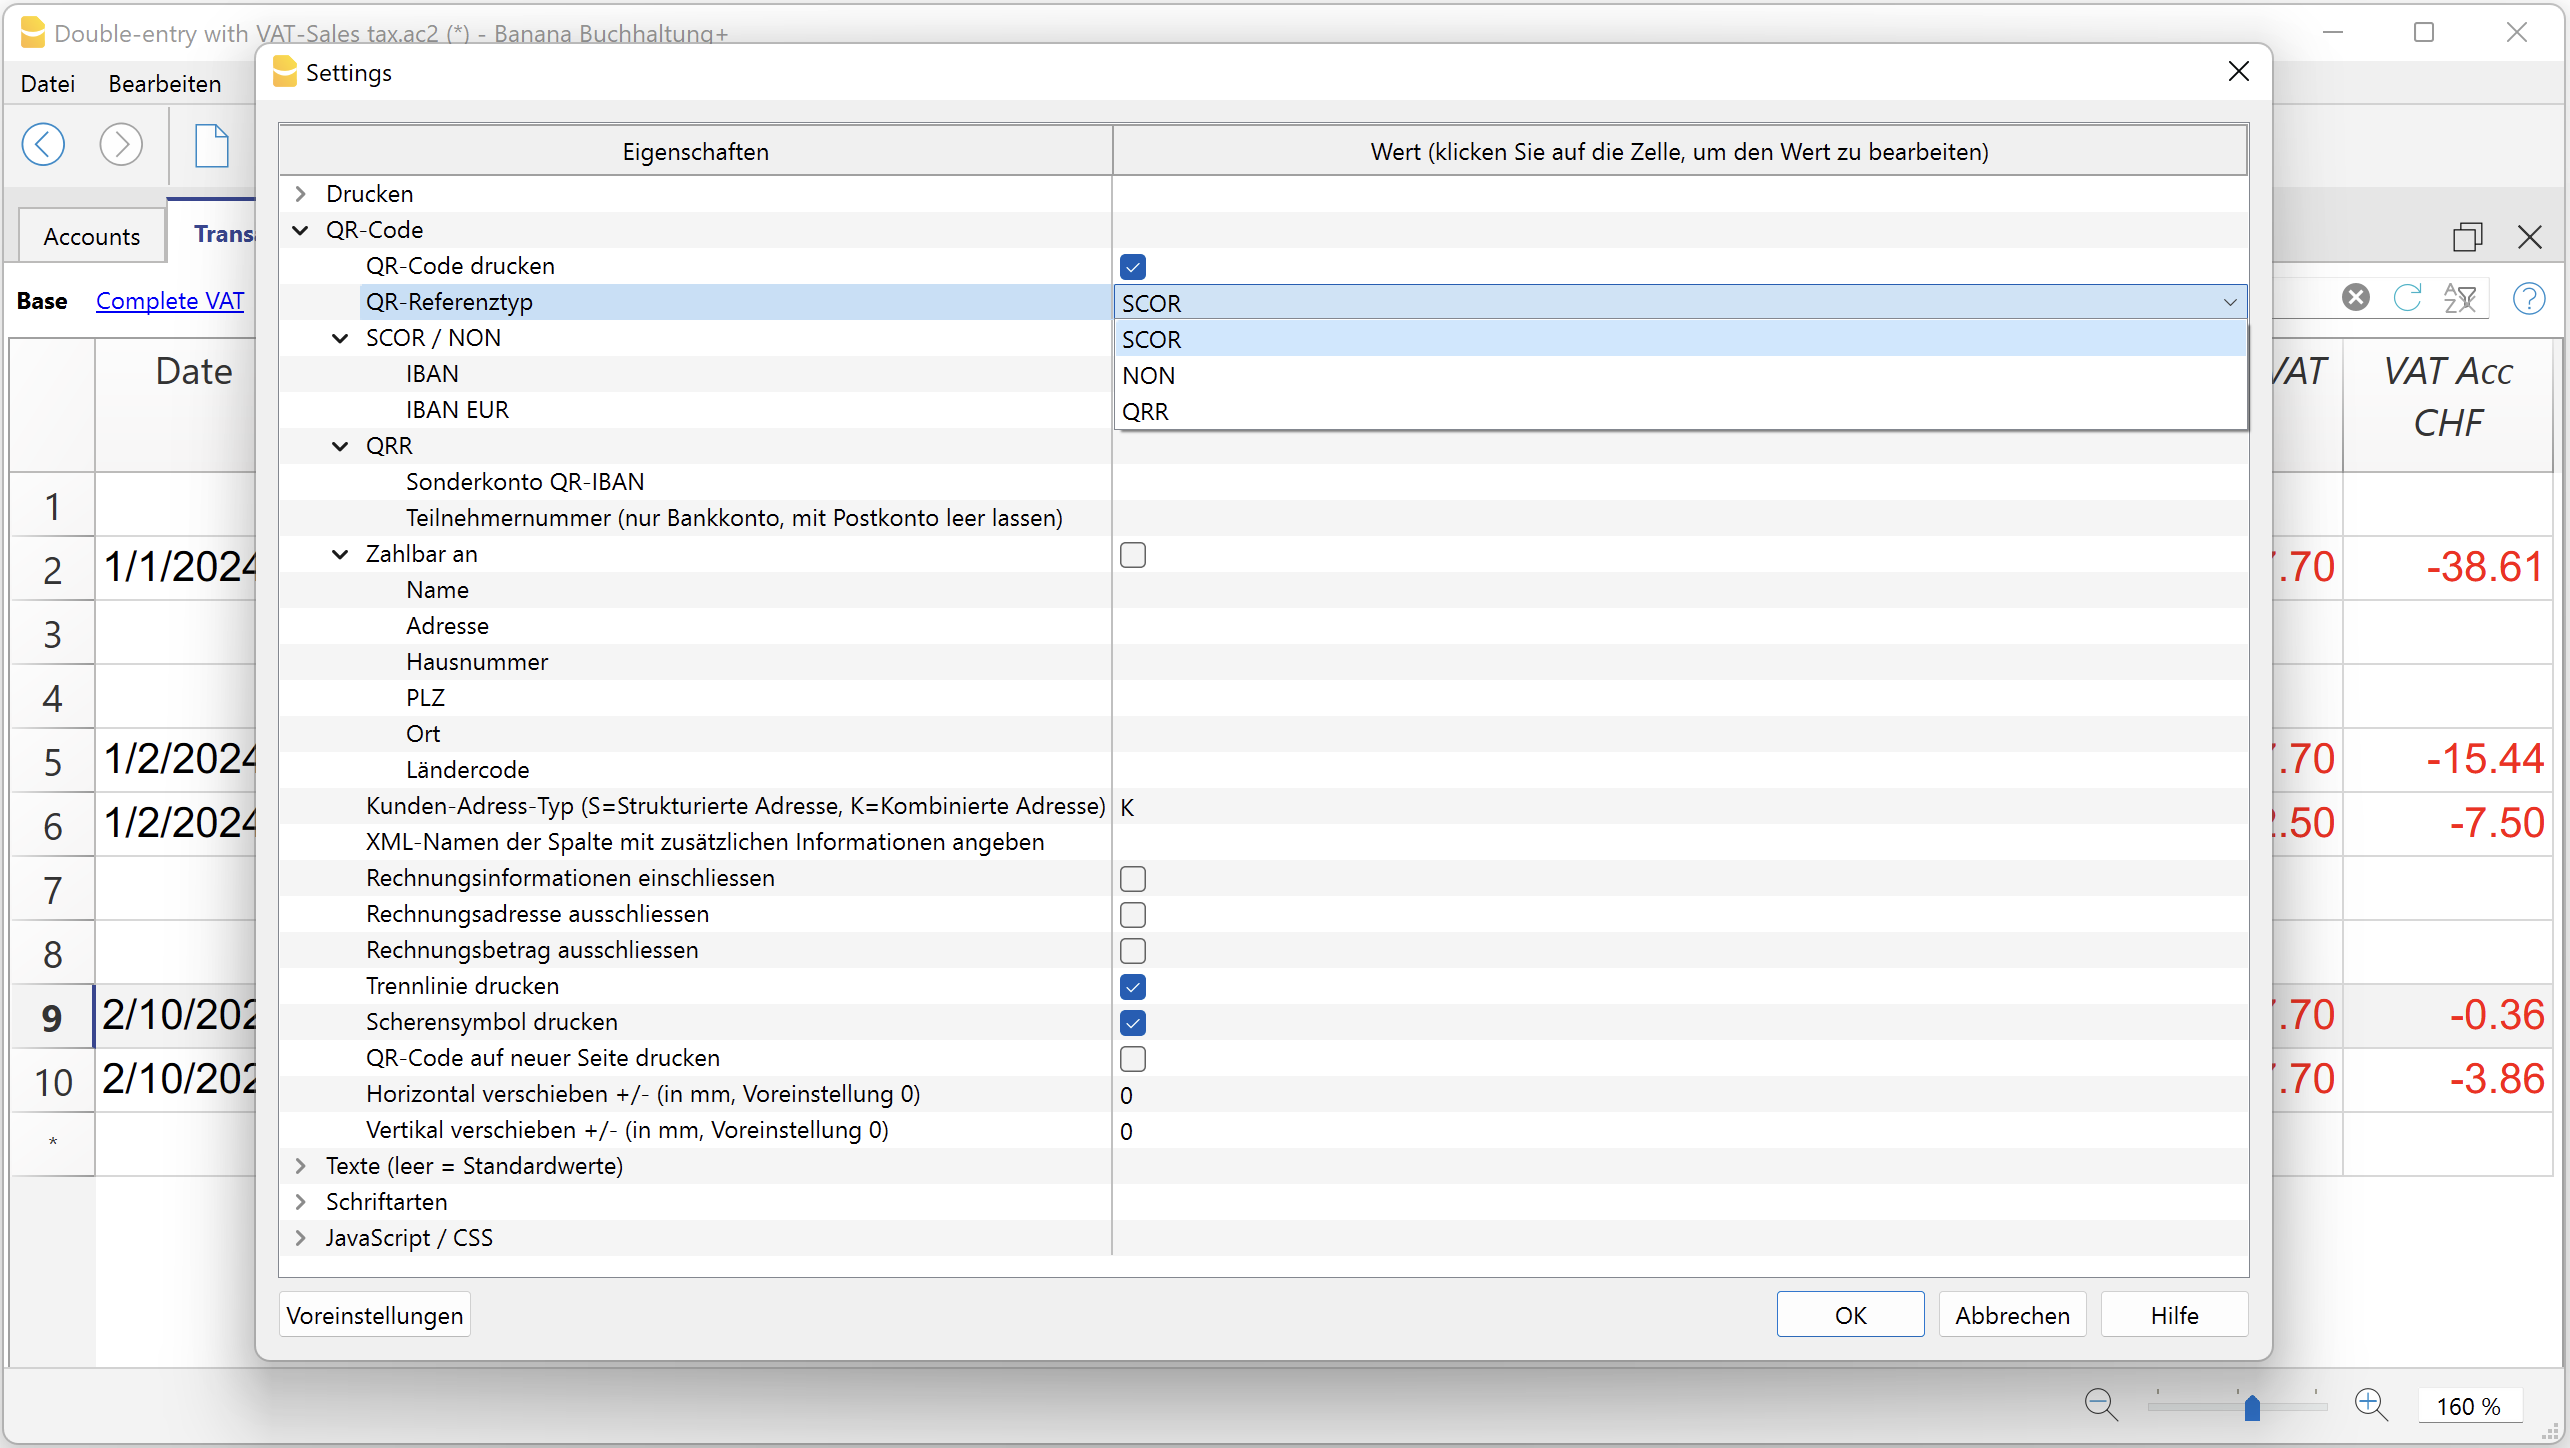 Double-entry with VAT-Sales tax.ac2 (*) - Banana Buchhaltung+
Settings
Datei Bearbeiten
Accounts
Base Complete VAT
Eigenschaften Wert (klicken Sie auf die Zelle, um den Wert zu bearbeiten)
Drucken
QR-Code
QR-Code drucken
QR-Referenztyp SCOR
SCOR / NON SCOR
IBAN NON
IBAN EUR QRR
QRR
Sonderkonto QR-IBAN
Teilnehmernummer (nur Bankkonto, mit Postkonto leer lassen)
Zahlbar an
Name
Adresse
Hausnummer
PLZ
Ort
Ländercode
Kunden-Adress-Typ (S=Strukturierte Adresse, K=Kombinierte Adresse) K
XML-Namen der Spalte mit zusätzlichen Informationen angeben
Rechnungsinformationen einschliessen
Rechnungsadresse ausschliessen
Rechnungsbetrag ausschliessen
Trennlinie drucken
Scherensymbol drucken
QR-Code auf neuer Seite drucken
Horizontal verschieben +/- (in mm, Voreinstellung 0) 0
Vertikal verschieben +/- (in mm, Voreinstellung 0) 0
Texte (leer = Standardwerte)
Schriftarten
JavaScript / CSS
Voreinstellungen OK Abbrechen Hilfe
Date VAT VAT Acc
CHF
1
2 1/1/2024 .70 -38.61
3
4
5 1/2/2024 .70 -15.44
6 1/2/2024 .50 -7.50
7
8
9 2/10/202 .70 -0.36
10 2/10/202 .70 -3.86
*
160 %